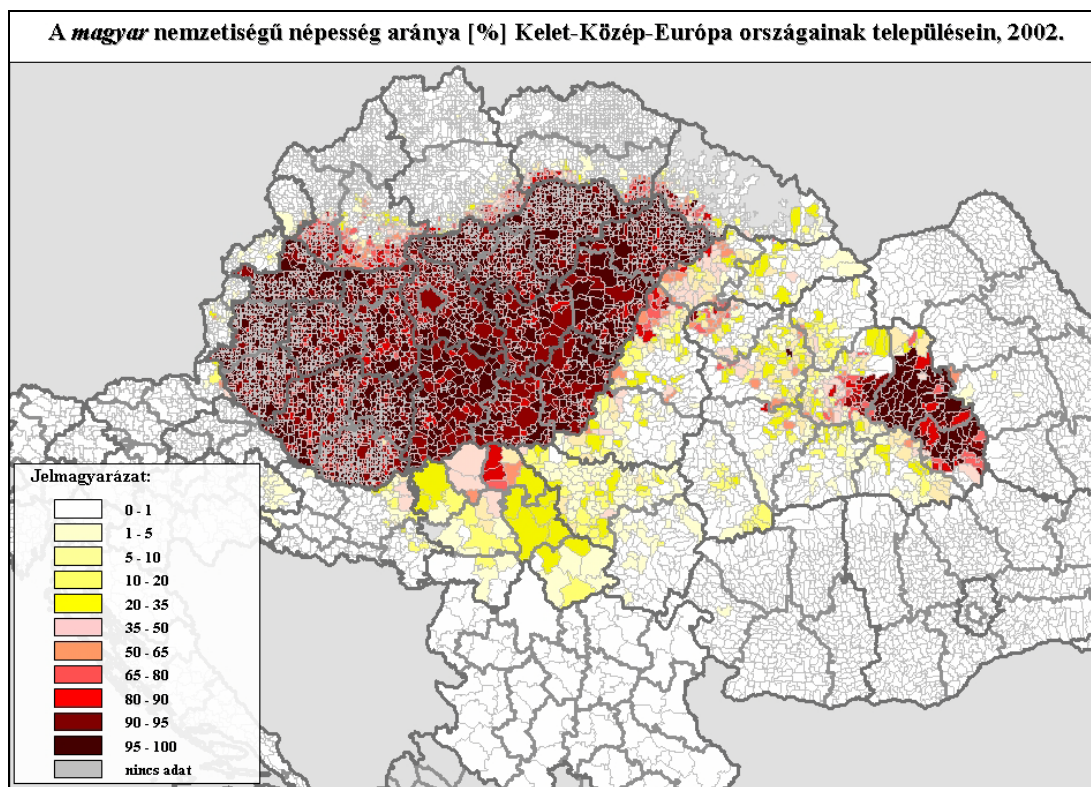 A magyar nemzetiségű népesség aránya [%] Kelet-Közép-Európa országainak településein, 2002.
Jelmagyarázat:
0 - 1
1 - 5
5 - 10
10 - 20
20 - 35
35 - 50
50 - 65
65 - 80
80 - 90
90 - 95
95 - 100
nincs adat